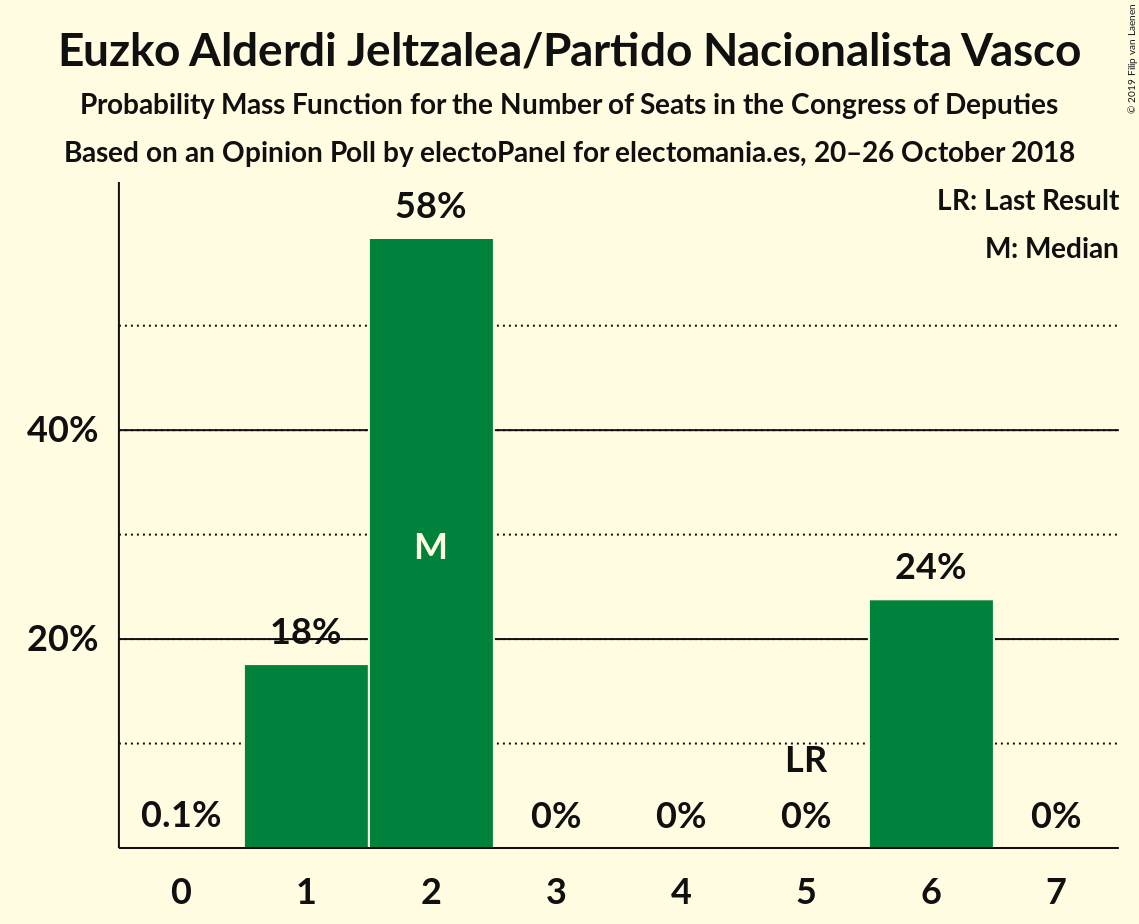 Euzko Alderdi Jeltzalea/Partido Nacionalista Vasco
Probability Mass Function for the Number of Seats in the Congress of Deputies
Based on an Opinion Poll by electoPanel for electomania.es, 20–26 October 2018
© 2019 Filip van Laenen
LR: Last Result
M: Median
58%
40%
M
24%
20%
18%
LR
0.1%
0%
0%
0%
0%
0
1
2
3
4
5
6
7